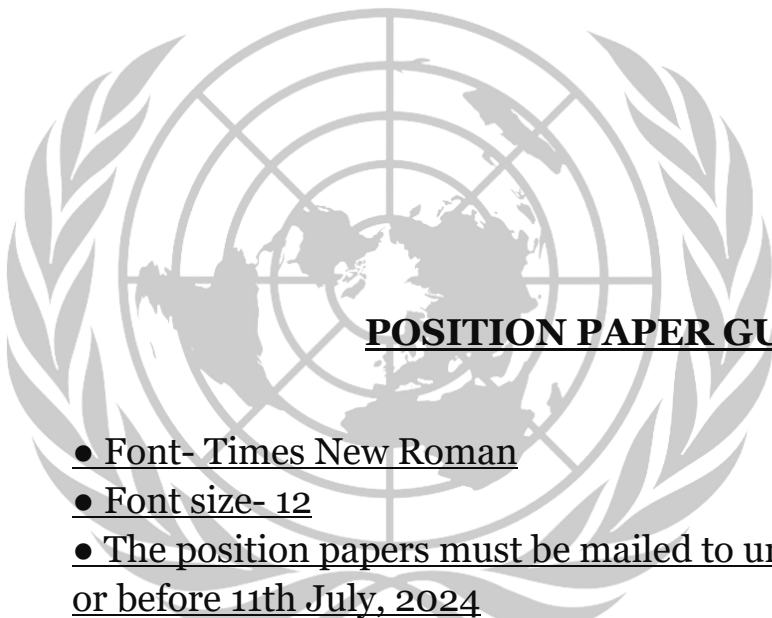 POSITION PAPER
● Font- Times New Roman
● Font size- 12
● The position papers must be mailed to
or before 11th July, 2024